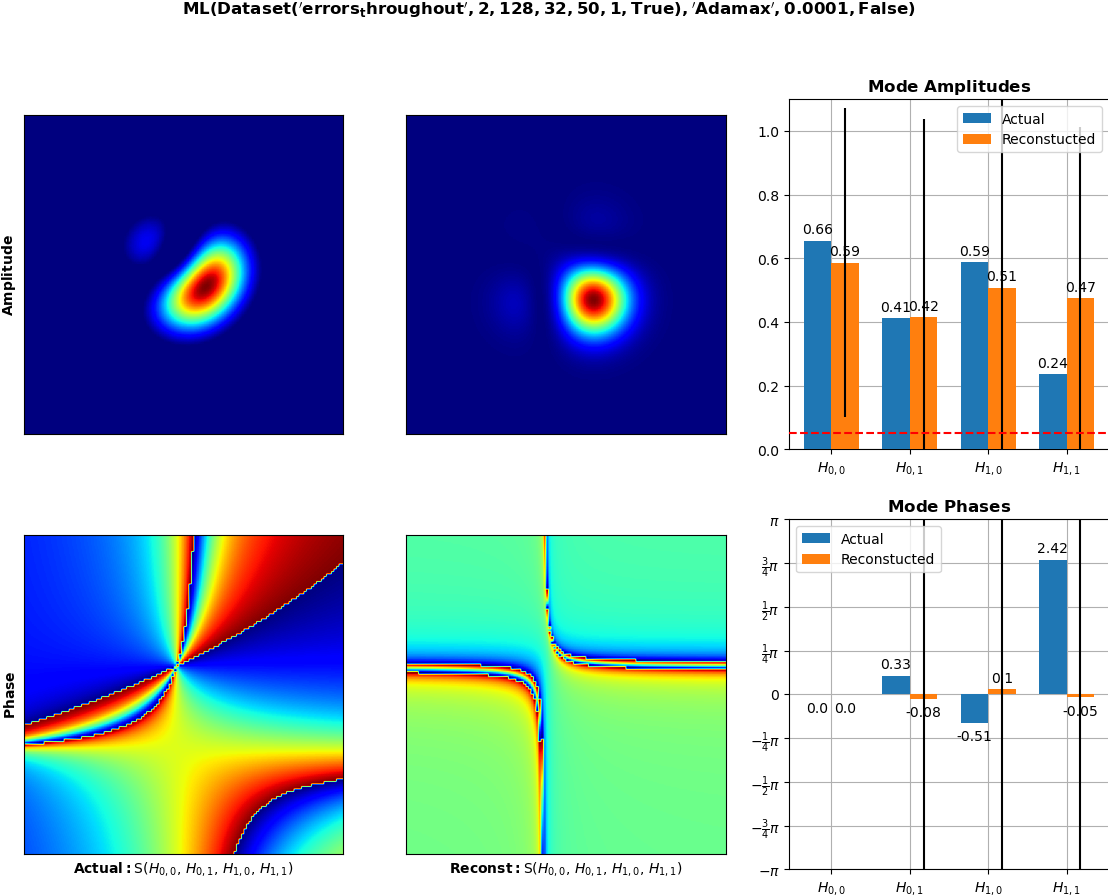 ML(Dataset('errors_throughout', 2, 128, 32, 50, 1, True), 'Adamax', 0.0001, False)
Amplitude
Mode Amplitudes
Actual
Reconstucted
1.0
0.8
0.6
0.4
0.2
0.0
0.66
0.59
0.41
0.42
0.59
0.51
0.24
0.47
H0,0
H0,1
H1,0
H1,1
Phase
Actual: S(H0,0, H0,1, H1,0, H1,1)
Reconst: S(H0,0, H0,1, H1,0, H1,1)
Mode Phases
Actual
Reconstucted
π
3/4π
1/2π
1/4π
0
−1/4π
−1/2π
−3/4π
−π
0.0
0.0
0.33
-0.08
-0.51
0.1
2.42
-0.05
H0,0
H0,1
H1,0
H1,1